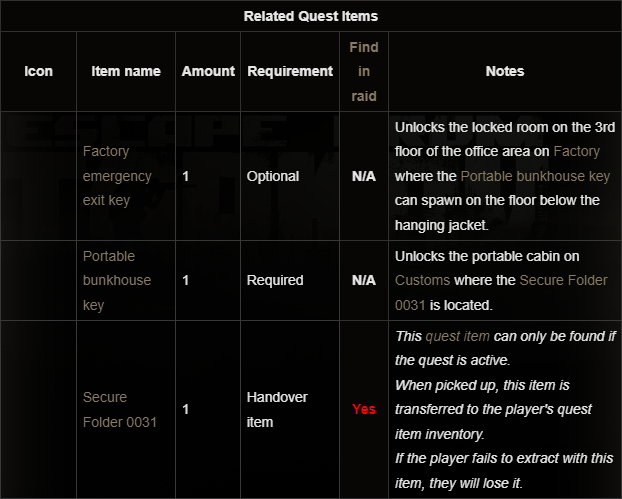 Related Quest Items
Icon
Item name
Amount
Requirement
Find
in
raid
Notes
Factory
emergency
exit key
1
Optional
N/A
Unlocks the locked room on the 3rd
floor of the office area on Factory
where the Portable bunkhouse key
can spawn on the floor below the
hanging jacket.
Portable
bunkhouse
key
1
Required
N/A
Unlocks the portable cabin on
Customs where the Secure Folder
0031 is located.
Secure
Folder 0031
1
Handover
item
Yes
This quest item can only be found if
the quest is active.
When picked up, this item is
transferred to the player's quest
item inventory.
If the player fails to extract with this
item, they will lose it.